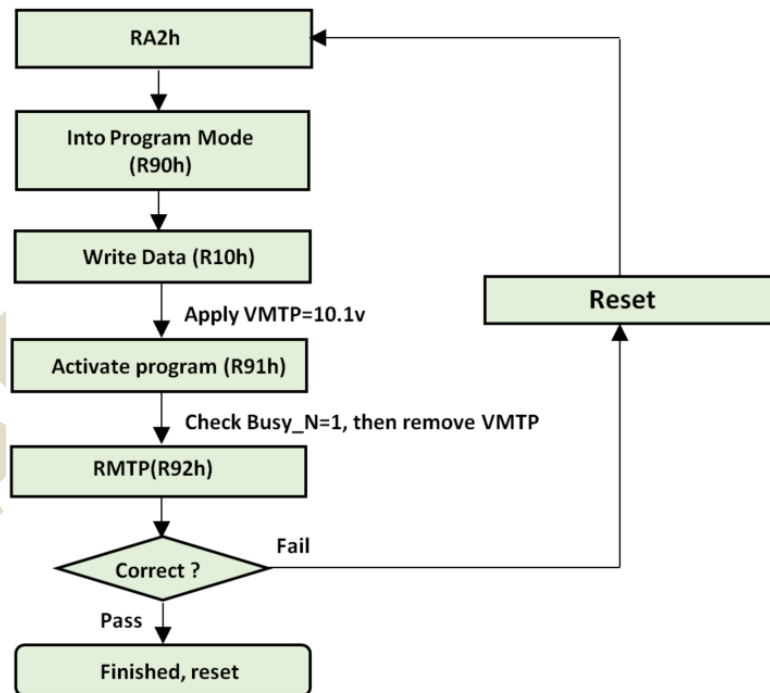 RA2h
Into Program Mode
(R90h)
Write Data (R10h)
Apply VMTP=10.1v
Reset
Activate program (R91h)
Check Busy_N=1, then remove VMTP
RMTP(R92h)
Fail
Correct ?
Pass
Finished, reset